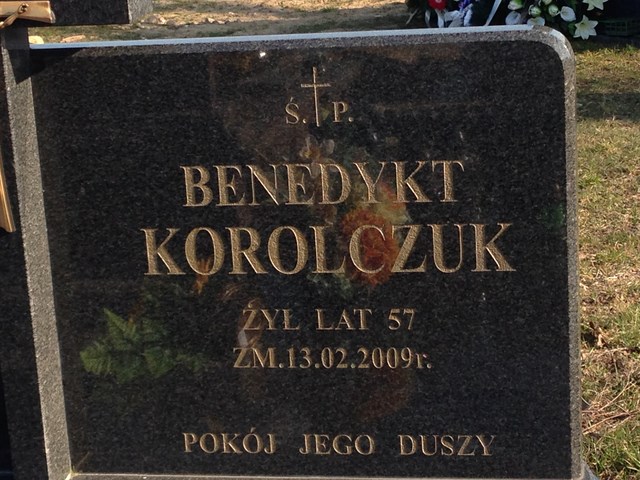 Ś. P.
BENEDYKT
KOROLCZUK
ŻYŁ LAT 57
ZM.13.02.2009r.
POKÓJ JEGO DUSZY